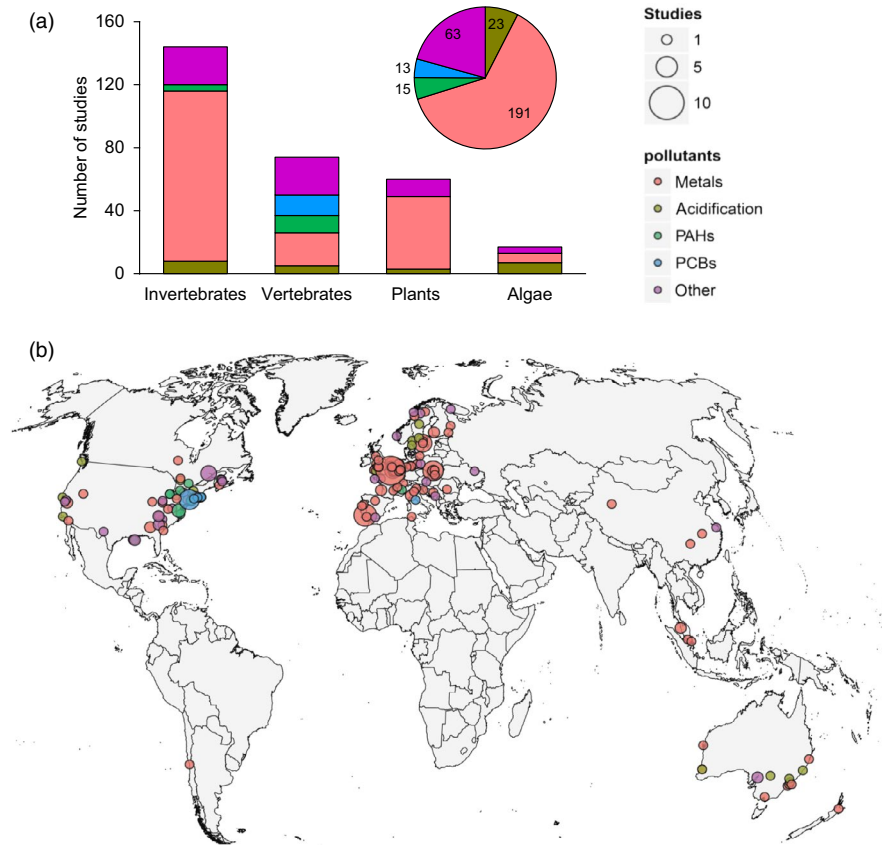 (a)
160
120
80
40
0
Number of studies
Invertebrates Vertebrates Plants Algae
23
63
13
15
191
Studies
1
5
10
pollutants
Metals
Acidification
PAHs
PCBs
Other
(b)